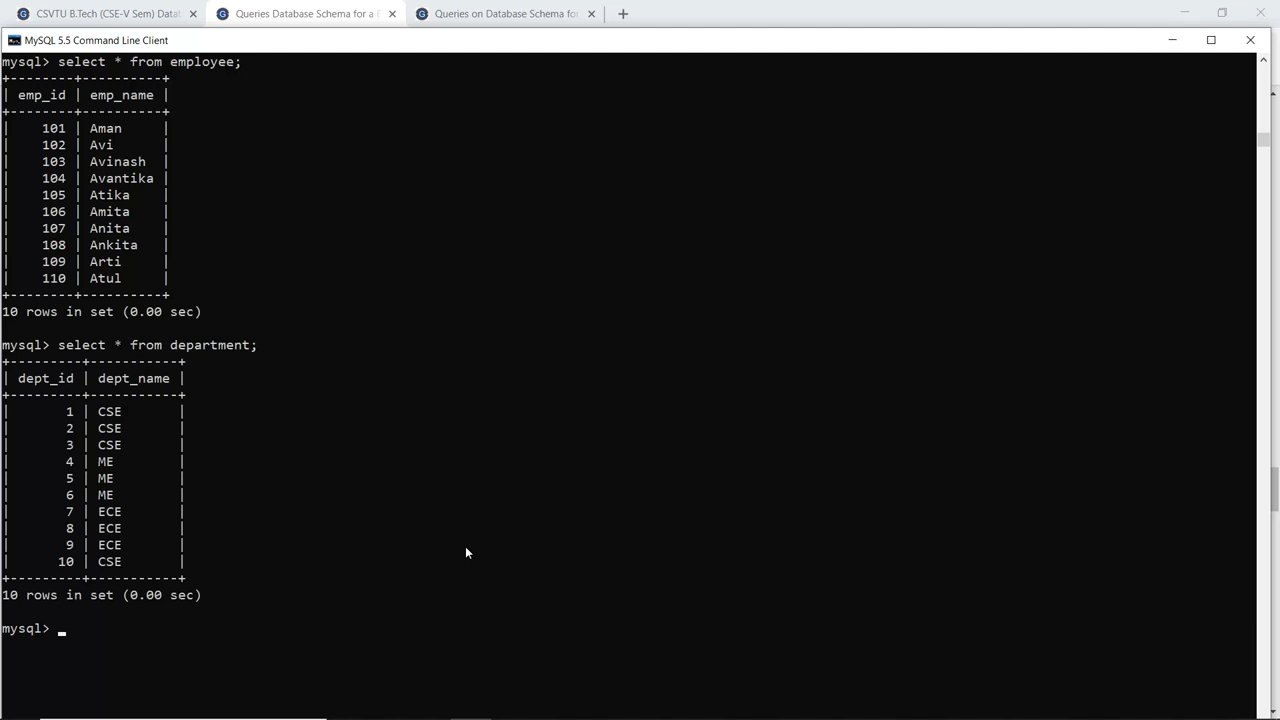 CSVTU B.Tech (CSE-V Sem) Datal
Queries Database Schema for a
Queries on Database Schema for
MySQL 5.5 Command Line Client
mysql> select * from employee;
+--------+-----------+
| emp_id | emp_name |
+--------+-----------+
| 101 | Aman |
| 102 | Avi |
| 103 | Avinash |
| 104 | Avantika |
| 105 | Atika |
| 106 | Amita |
| 107 | Anita |
| 108 | Ankita |
| 109 | Arti |
| 110 | Atul |
+--------+-----------+
10 rows in set (0.00 sec)
mysql> select * from department;
+---------+-----------+
| dept_id | dept_name |
+---------+-----------+
| 1 | CSE |
| 2 | CSE |
| 3 | CSE |
| 4 | ME |
| 5 | ME |
| 6 | ME |
| 7 | ECE |
| 8 | ECE |
| 9 | ECE |
| 10 | CSE |
+---------+-----------+
10 rows in set (0.00 sec)
mysql>